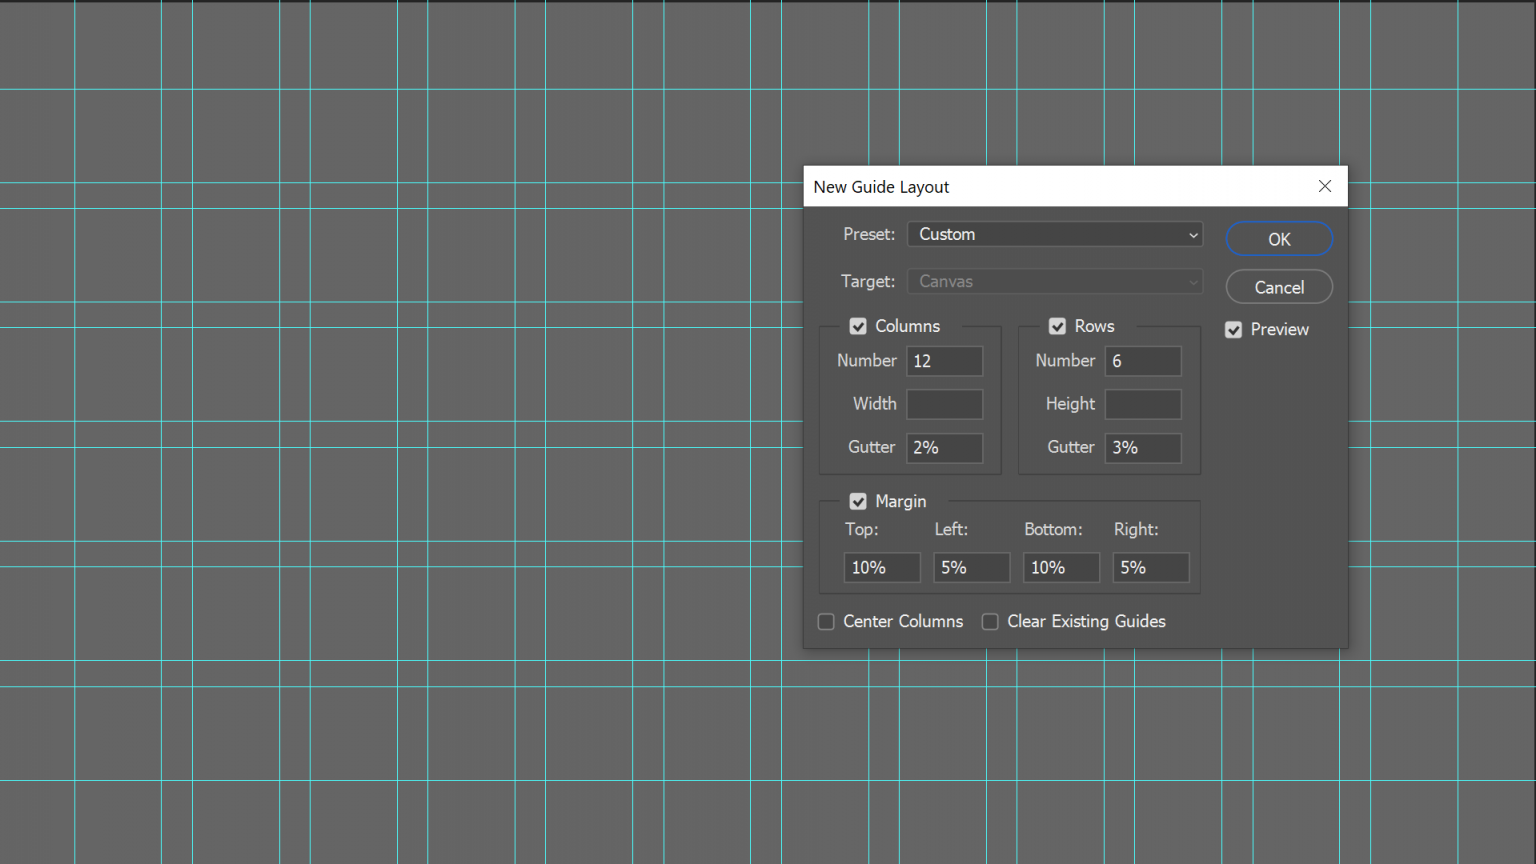 New Guide Layout
Preset: Custom
OK
Target: Canvas
Cancel
Columns Rows Preview
Number 12 Number 6
Width Height
Gutter 2% Gutter 3%
Margin
Top: Left: Bottom: Right:
10% 5% 10% 5%
Center Columns Clear Existing Guides